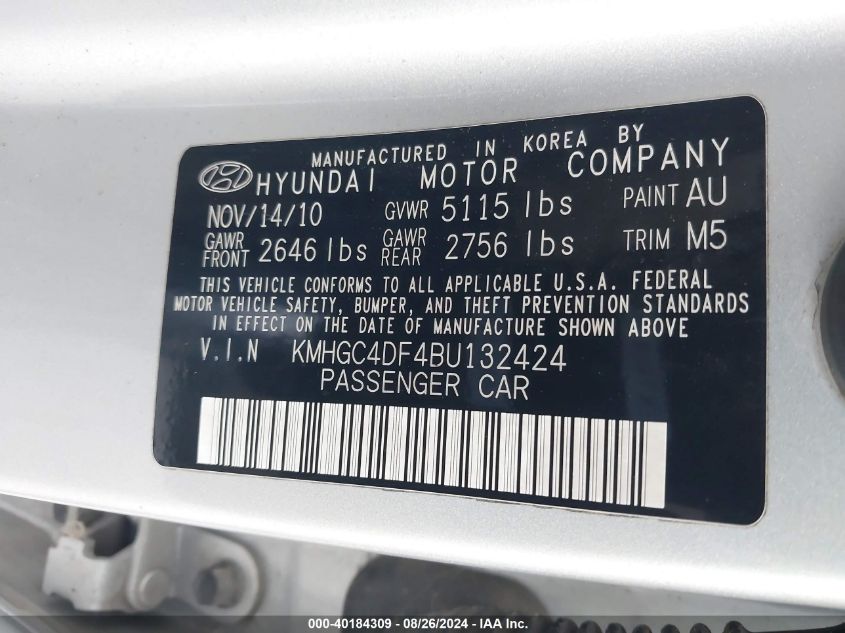 MANUFACTURED IN KOREA BY
HYUNDAI MOTOR COMPANY
NOV/14/10 GVWR 5115 lbs PAINT AU
GAWR FRONT 2646 lbs GAWR REAR 2756 lbs TRIM M5
THIS VEHICLE CONFORMS TO ALL APPLICABLE U.S.A. FEDERAL
MOTOR VEHICLE SAFETY, BUMPER, AND THEFT PREVENTION STANDARDS
IN EFFECT ON THE DATE OF MANUFACTURE SHOWN ABOVE
V.I.N KMHGC4DF4BU132424
PASSENGER CAR
000-40184309 - 08/26/2024 - IAA Inc.